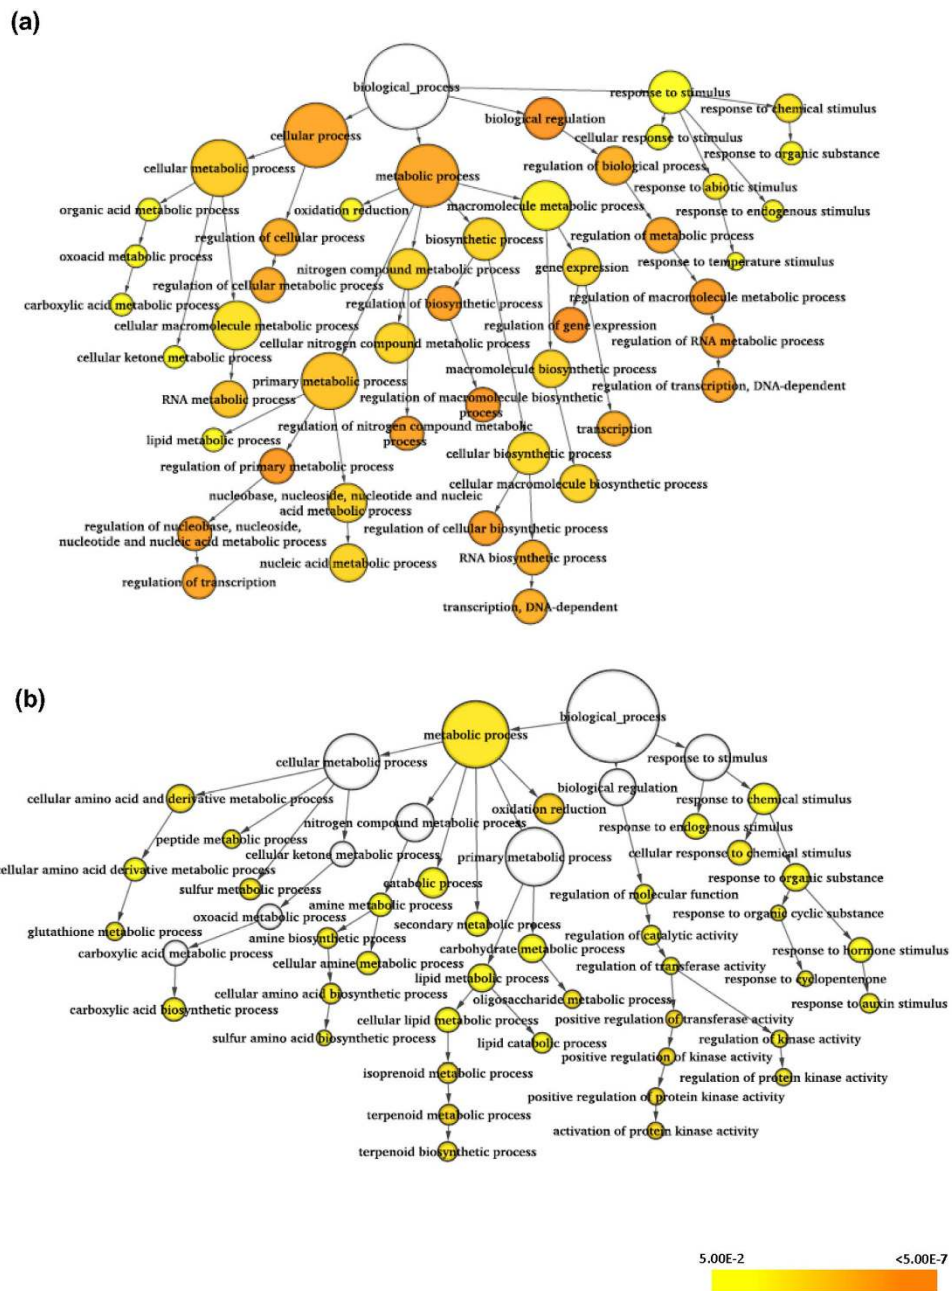 (a)
biological_process
response to stimulus
response to chemical stimulus
biological regulation
cellular process
cellular response to stimulus
response to organic substance
cellular metabolic process
metabolic process
regulation of biological process
response to abiotic stimulus
organic acid metabolic process
oxidation reduction
macromolecule metabolic process
response to endogenous stimulus
regulation of cellular process
biosynthetic process
regulation of metabolic process
oxoacid metabolic process
response to temperature stimulus
nitrogen compound metabolic process
gene expression
regulation of cellular metabolic process
regulation of macromolecule metabolic process
carboxylic acid metabolic process
regulation of biosynthetic process
cellular macromolecule metabolic process
regulation of gene expression
regulation of RNA metabolic process
cellular nitrogen compound metabolic process
cellular ketone metabolic process
macromolecule biosynthetic process
primary metabolic process
regulation of transcription, DNA-dependent
RNA metabolic process
regulation of macromolecule biosynthetic
process
regulation of nitrogen compound metabolic
process
transcription
lipid metabolic process
cellular biosynthetic process
regulation of primary metabolic process
cellular macromolecule biosynthetic process
nucleobase, nucleoside, nucleotide and nucleic
acid metabolic process
regulation of nucleobase, nucleoside,
nucleotide and nucleic acid metabolic process
regulation of cellular biosynthetic process
nucleic acid metabolic process
RNA biosynthetic process
regulation of transcription
transcription, DNA-dependent
(b)
biological_process
metabolic process
response to stimulus
cellular metabolic process
biological regulation
cellular amino acid and derivative metabolic process
oxidation reduction
response to chemical stimulus
nitrogen compound metabolic process
response to endogenous stimulus
peptide metabolic process
cellular ketone metabolic process
primary metabolic process
cellular response to chemical stimulus
cellular amino acid derivative metabolic process
catabolic process
response to organic substance
sulfur metabolic process
amine metabolic process
regulation of molecular function
oxoacid metabolic process
secondary metabolic process
response to organic cyclic substance
glutathione metabolic process
amine biosynthetic process
regulation of catalytic activity
carboxylic acid metabolic process
carbohydrate metabolic process
response to hormone stimulus
cellular amine metabolic process
regulation of transferase activity
lipid metabolic process
response to cyclopentenone
cellular amino acid biosynthetic process
oligosaccharide metabolic process
response to auxin stimulus
carboxylic acid biosynthetic process
cellular lipid metabolic process
positive regulation of transferase activity
sulfur amino acid biosynthetic process
lipid catabolic process
regulation of kinase activity
positive regulation of kinase activity
isoprenoid metabolic process
regulation of protein kinase activity
positive regulation of protein kinase activity
terpenoid metabolic process
activation of protein kinase activity
terpenoid biosynthetic process
5.00E-2
<5.00E-7